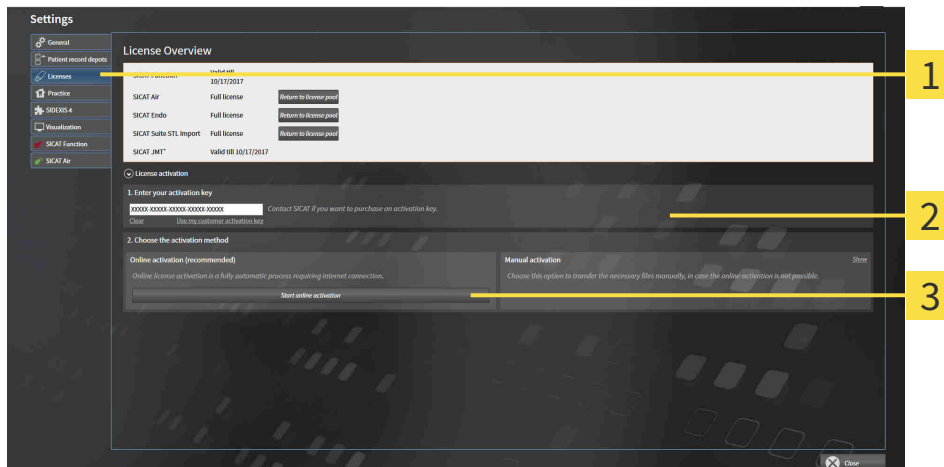 Settings
General
Patient record depots
Licenses
Practice
SIDEXIS 4
Visualization
SICAT Function
SICAT Air
License Overview
SICAT Function Valid till
10/17/2017
SICAT Air Full license Return to license pool
SICAT Endo Full license Return to license pool
SICAT Suite STL Import Full license Return to license pool
SICAT JMT+ Valid till 10/17/2017
License activation
1. Enter your activation key
XXXXX-XXXXX-XXXXX-XXXXX-XXXXX Contact SICAT if you want to purchase an activation key.
Clear Use my customer activation key
2. Choose the activation method
Online activation (recommended)
Online license activation is a fully automatic process requiring internet connection.
Start online activation
Manual activation Show
Choose this option to transfer the necessary files manually, in case the online activation is not possible.
Close
1
2
3